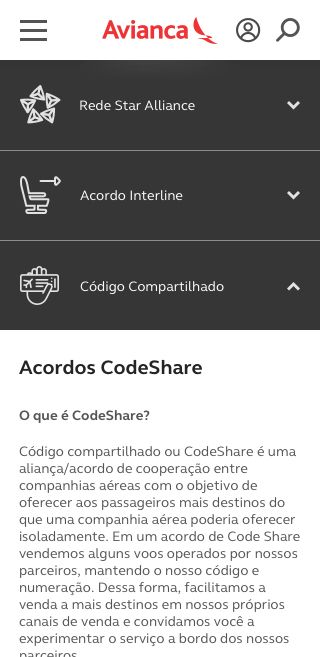 Avianca
Rede Star Alliance
Acordo Interline
Código Compartilhado
Acordos CodeShare
O que é CodeShare?
Código compartilhado ou CodeShare é uma
aliança/acordo de cooperação entre
companhias aéreas com o objetivo de
oferecer aos passageiros mais destinos do
que uma companhia aérea poderia oferecer
isoladamente. Em um acordo de Code Share
vendemos alguns voos operados por nossos
parceiros, mantendo o nosso código e
numeração. Dessa forma, facilitamos a
venda a mais destinos em nossos próprios
canais de venda e convidamos você a
experimentar o serviço a bordo dos nossos
parceiros.